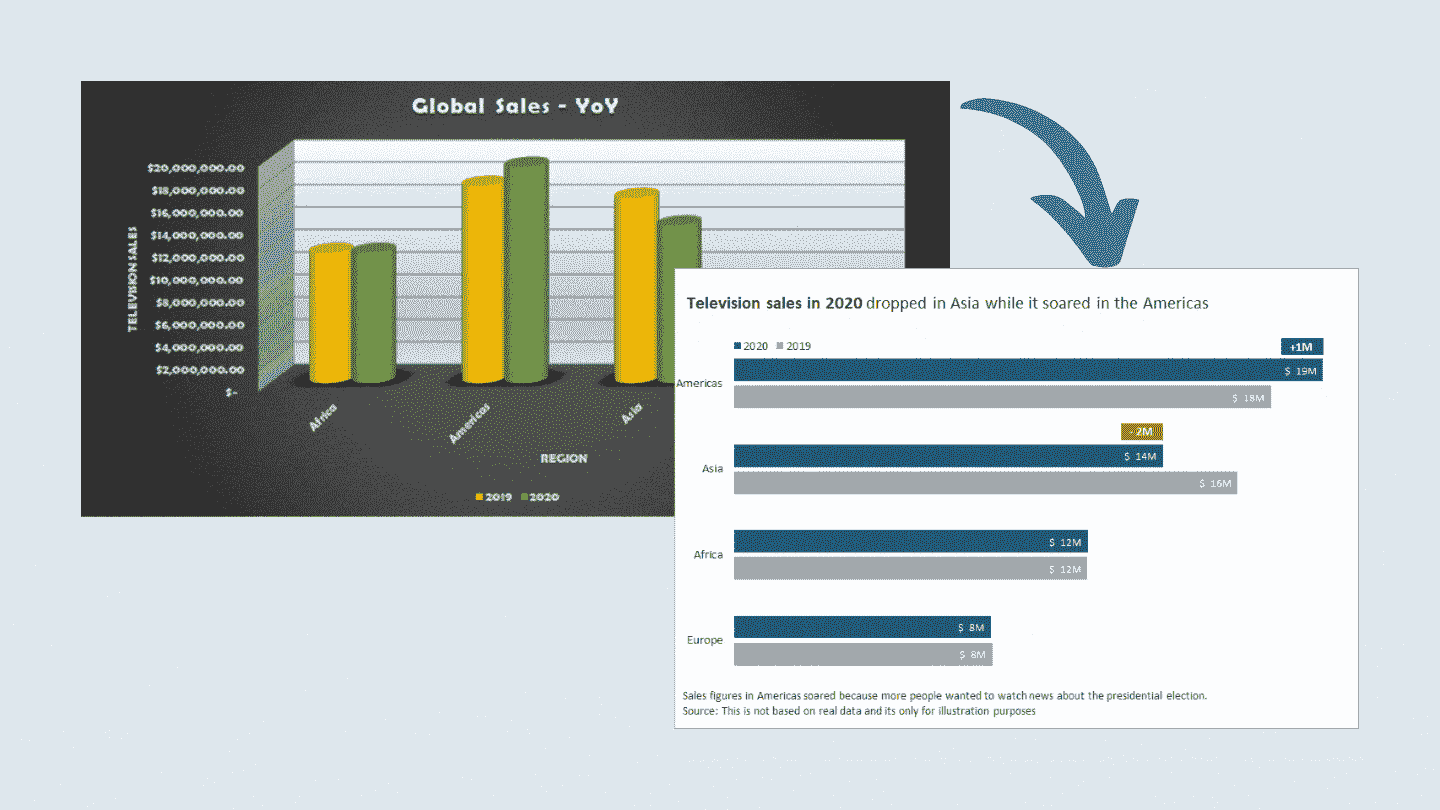 Global Sales - YoY
$20,000,000.00
$18,000,000.00
$16,000,000.00
$14,000,000.00
$12,000,000.00
$10,000,000.00
$8,000,000.00
$6,000,000.00
$4,000,000.00
$2,000,000.00
$-
TELEVISION SALES
Africa
Americas
Asia
REGION
2019 2020
Television sales in 2020 dropped in Asia while it soared in the Americas
2020 2019
+1M
Americas
$ 19M
$ 18M
- 2M
Asia
$ 14M
$ 16M
Africa
$ 12M
$ 12M
Europe
$ 8M
$ 8M
Sales figures in Americas soared because more people wanted to watch news about the presidential election.
Source: This is not based on real data and its only for illustration purposes